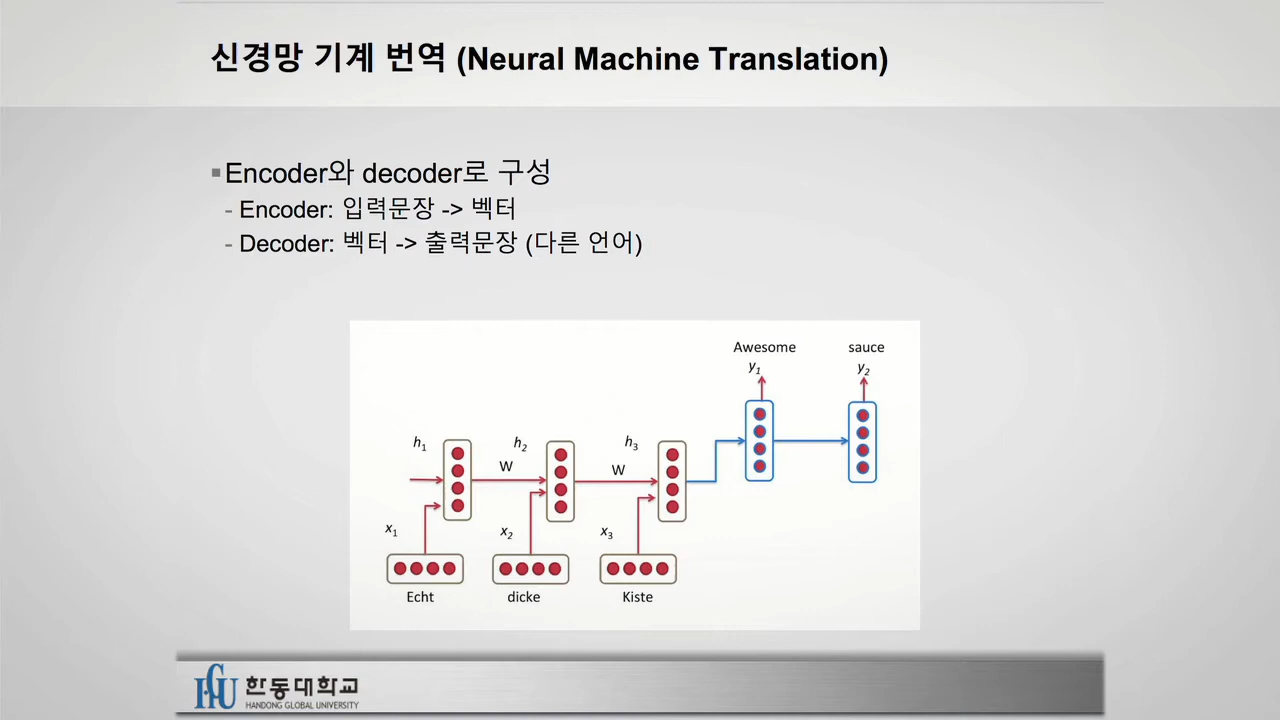 신경망 기계 번역 (Neural Machine Translation)
Encoder와 decoder로 구성
- Encoder: 입력문장 -> 벡터
- Decoder: 벡터 -> 출력문장 (다른 언어)
Awesome sauce
y1 y2
h1 h2 h3
W W
x1 x2 x3
Echt dicke Kiste
HGU 한동대학교
HANDONG GLOBAL UNIVERSITY